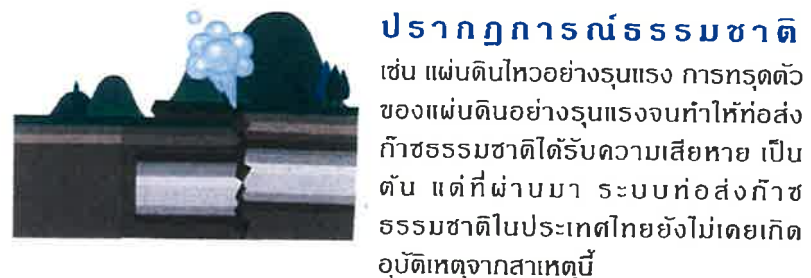 ปรากฏการณ์ธรรมชาติ
เช่น แผ่นดินไหวอย่างรุนแรง การทรุดตัว
ของแผ่นดินอย่างรุนแรงจนทำให้ท่อส่ง
ก๊าซธรรมชาติได้รับความเสียหาย เป็น
ต้น แต่ที่ผ่านมา ระบบท่อส่งก๊าซ
ธรรมชาติในประเทศไทยยังไม่เคยเกิด
อุบัติเหตุจากสาเหตุนี้